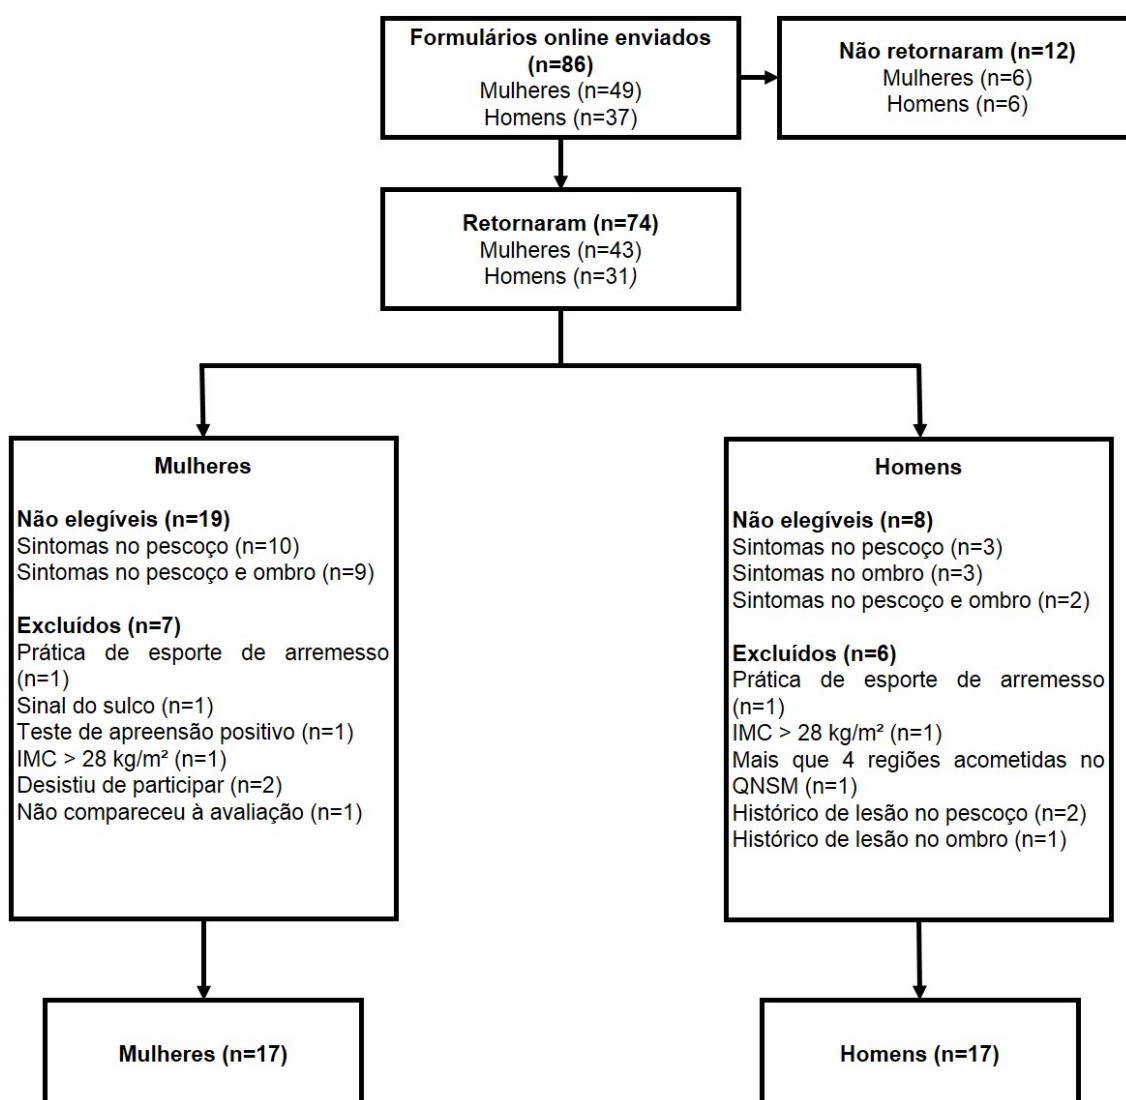 Formulários online enviados
(n=86)
Mulheres (n=49)
Homens (n=37)
Não retornaram (n=12)
Mulheres (n=6)
Homens (n=6)
Retornaram (n=74)
Mulheres (n=43)
Homens (n=31)
Mulheres
Não elegíveis (n=19)
Sintomas no pescoço (n=10)
Sintomas no pescoço e ombro (n=9)
Excluídos (n=7)
Prática de esporte de arremesso
(n=1)
Sinal do sulco (n=1)
Teste de apreensão positivo (n=1)
IMC > 28 kg/m² (n=1)
Desistiu de participar (n=2)
Não compareceu à avaliação (n=1)
Homens
Não elegíveis (n=8)
Sintomas no pescoço (n=3)
Sintomas no ombro (n=3)
Sintomas no pescoço e ombro (n=2)
Excluídos (n=6)
Prática de esporte de arremesso
(n=1)
IMC > 28 kg/m² (n=1)
Mais que 4 regiões acometidas no
QNSM (n=1)
Histórico de lesão no pescoço (n=2)
Histórico de lesão no ombro (n=1)
Mulheres (n=17)
Homens (n=17)